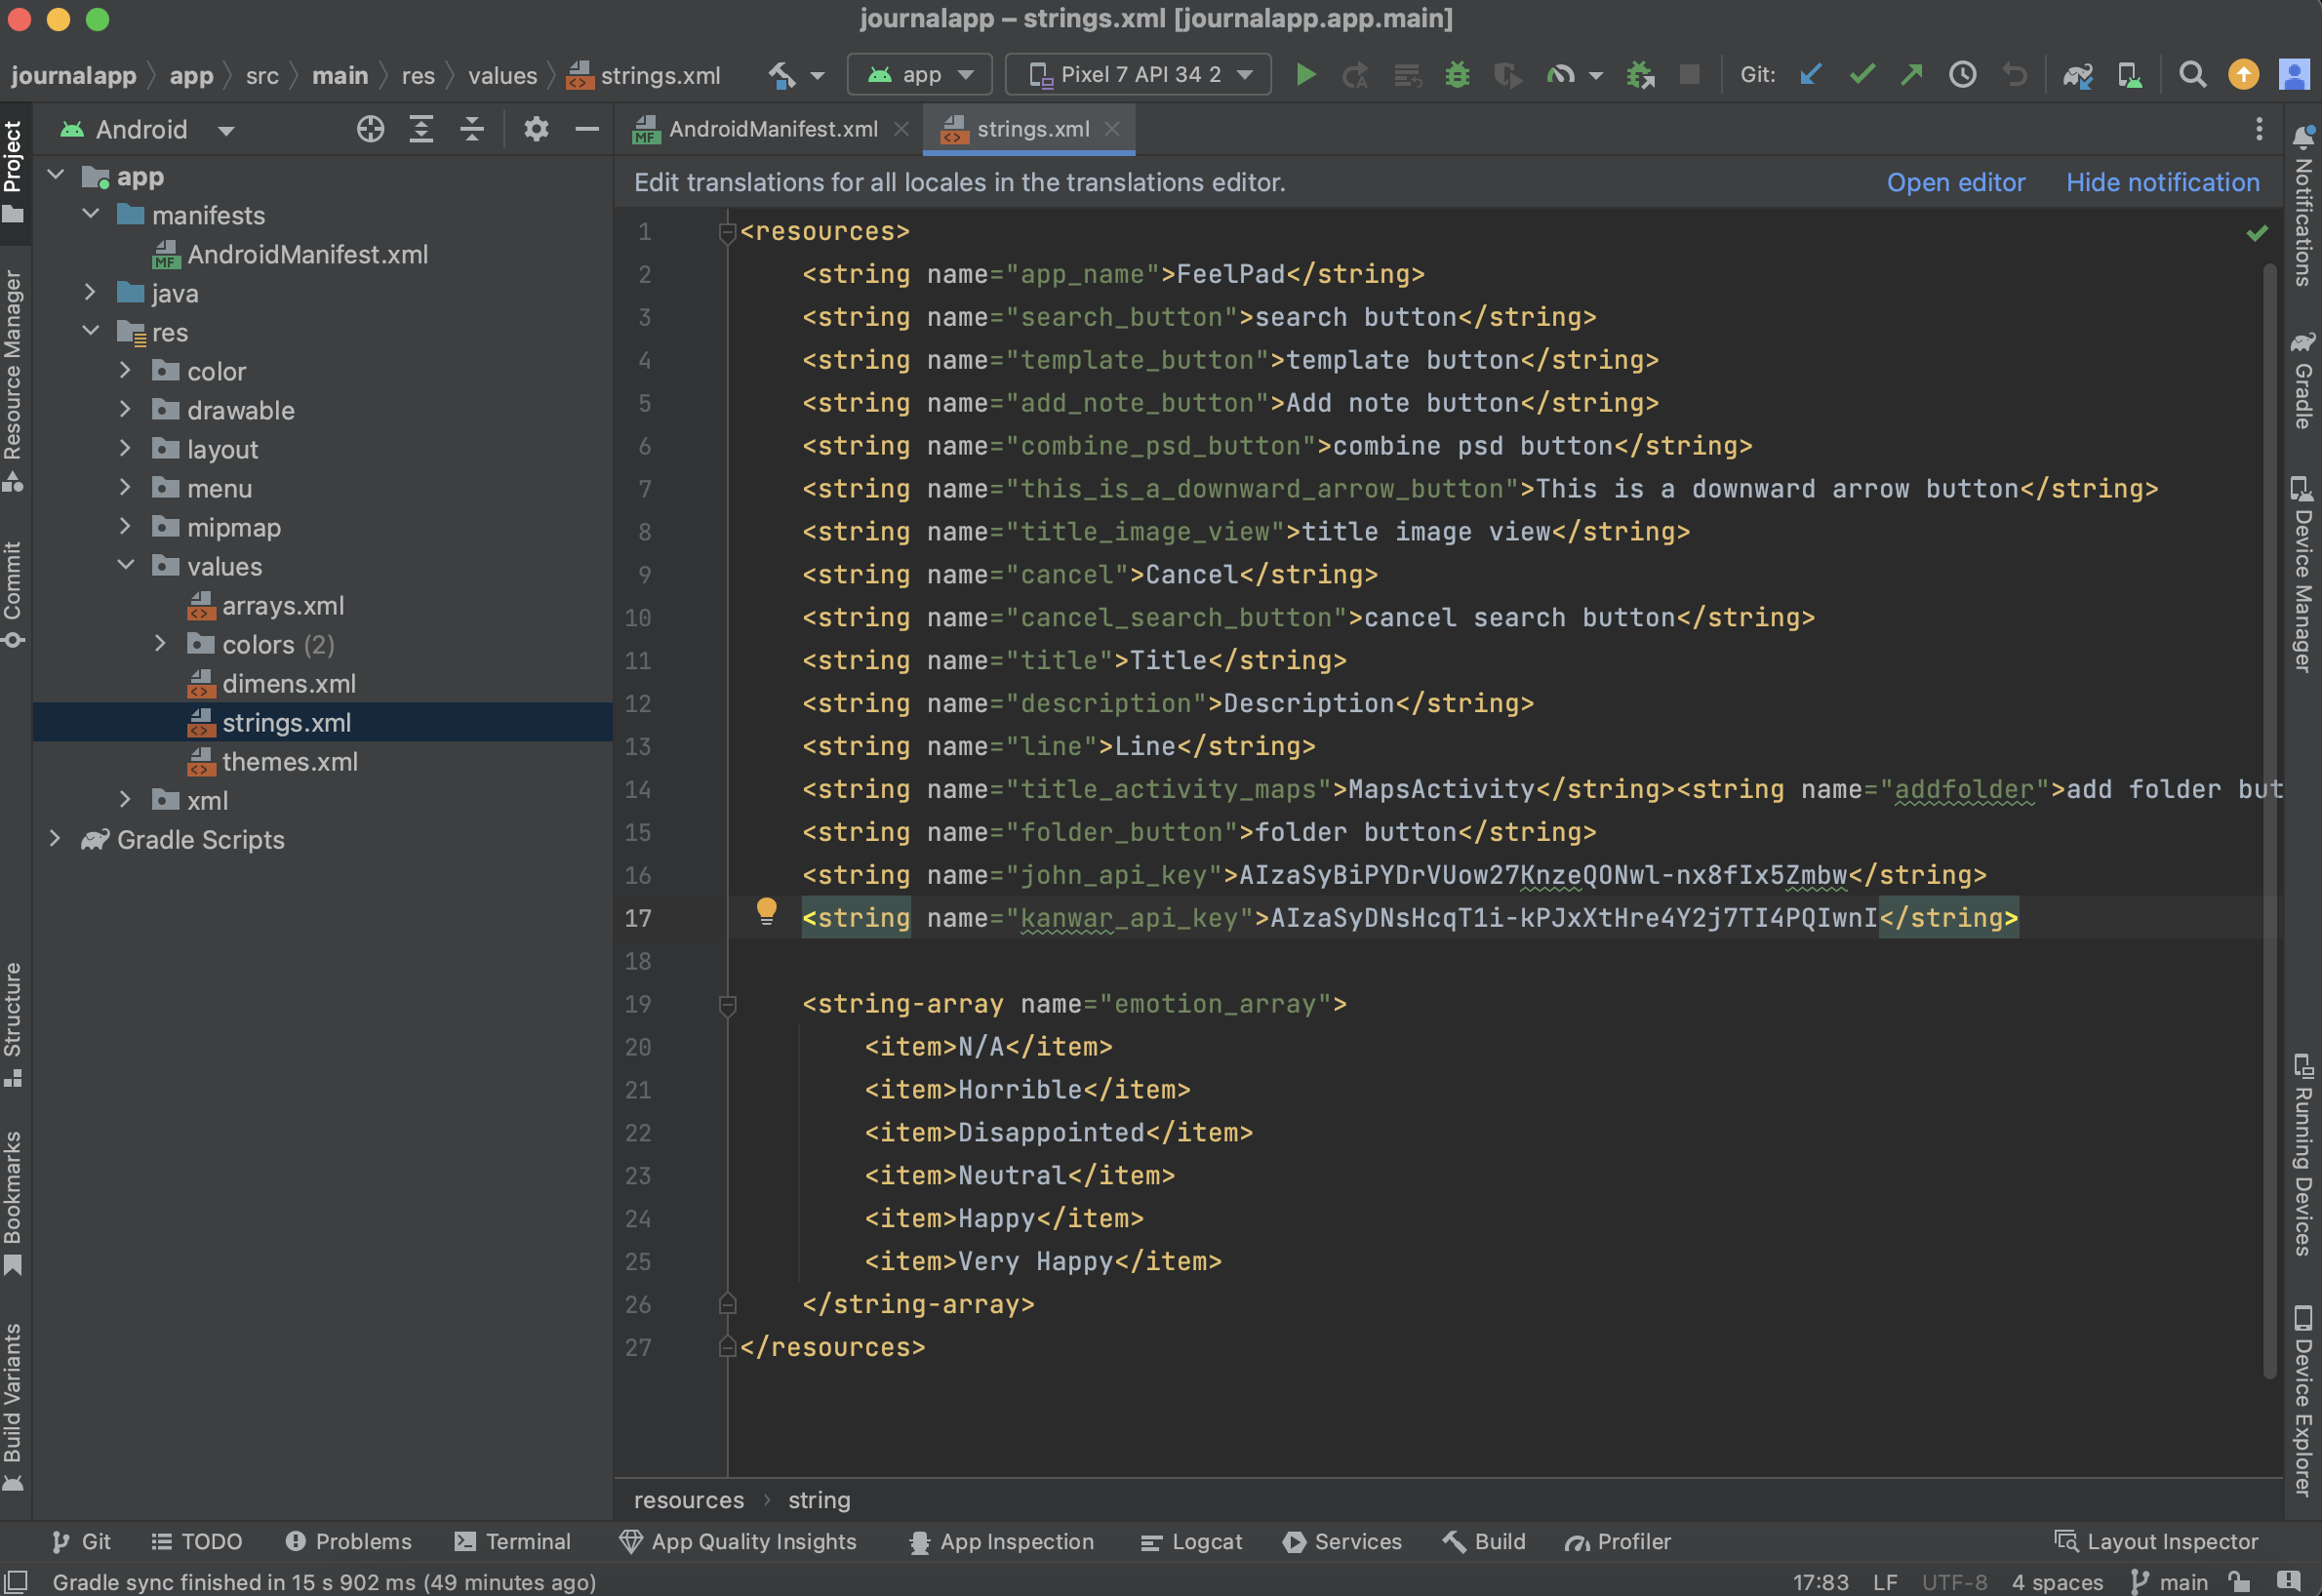 journalapp – strings.xml [journalapp.app.main]
journalapp app src main res values strings.xml
app
Pixel 7 API 34 2
Git:
Android
AndroidManifest.xml
strings.xml
Edit translations for all locales in the translations editor.
Open editor
Hide notification
Project
Resource Manager
Commit
Structure
Bookmarks
Build Variants
app
manifests
AndroidManifest.xml
java
res
color
drawable
layout
menu
mipmap
values
arrays.xml
colors (2)
dimens.xml
strings.xml
themes.xml
xml
Gradle Scripts
1 <resources>
2 <string name="app_name">FeelPad</string>
3 <string name="search_button">search button</string>
4 <string name="template_button">template button</string>
5 <string name="add_note_button">Add note button</string>
6 <string name="combine_psd_button">combine psd button</string>
7 <string name="this_is_a_downward_arrow_button">This is a downward arrow button</string>
8 <string name="title_image_view">title image view</string>
9 <string name="cancel">Cancel</string>
10 <string name="cancel_search_button">cancel search button</string>
11 <string name="title">Title</string>
12 <string name="description">Description</string>
13 <string name="line">Line</string>
14 <string name="title_activity_maps">MapsActivity</string><string name="addfolder">add folder but
15 <string name="folder_button">folder button</string>
16 <string name="john_api_key">AIzaSyBiPYDrVUow27KnzeQONwl-nx8fIx5Zmbw</string>
17 <string name="kanwar_api_key">AIzaSyDNsHcqT1i-kPJxXtHre4Y2j7TI4PQIwnI</string>
18
19 <string-array name="emotion_array">
20 <item>N/A</item>
21 <item>Horrible</item>
22 <item>Disappointed</item>
23 <item>Neutral</item>
24 <item>Happy</item>
25 <item>Very Happy</item>
26 </string-array>
27 </resources>
Notifications
Gradle
Device Manager
Running Devices
Device Explorer
resources › string
Git TODO Problems Terminal App Quality Insights App Inspection Logcat Services Build Profiler Layout Inspector
Gradle sync finished in 15 s 902 ms (49 minutes ago) 17:83 LF UTF-8 4 spaces main